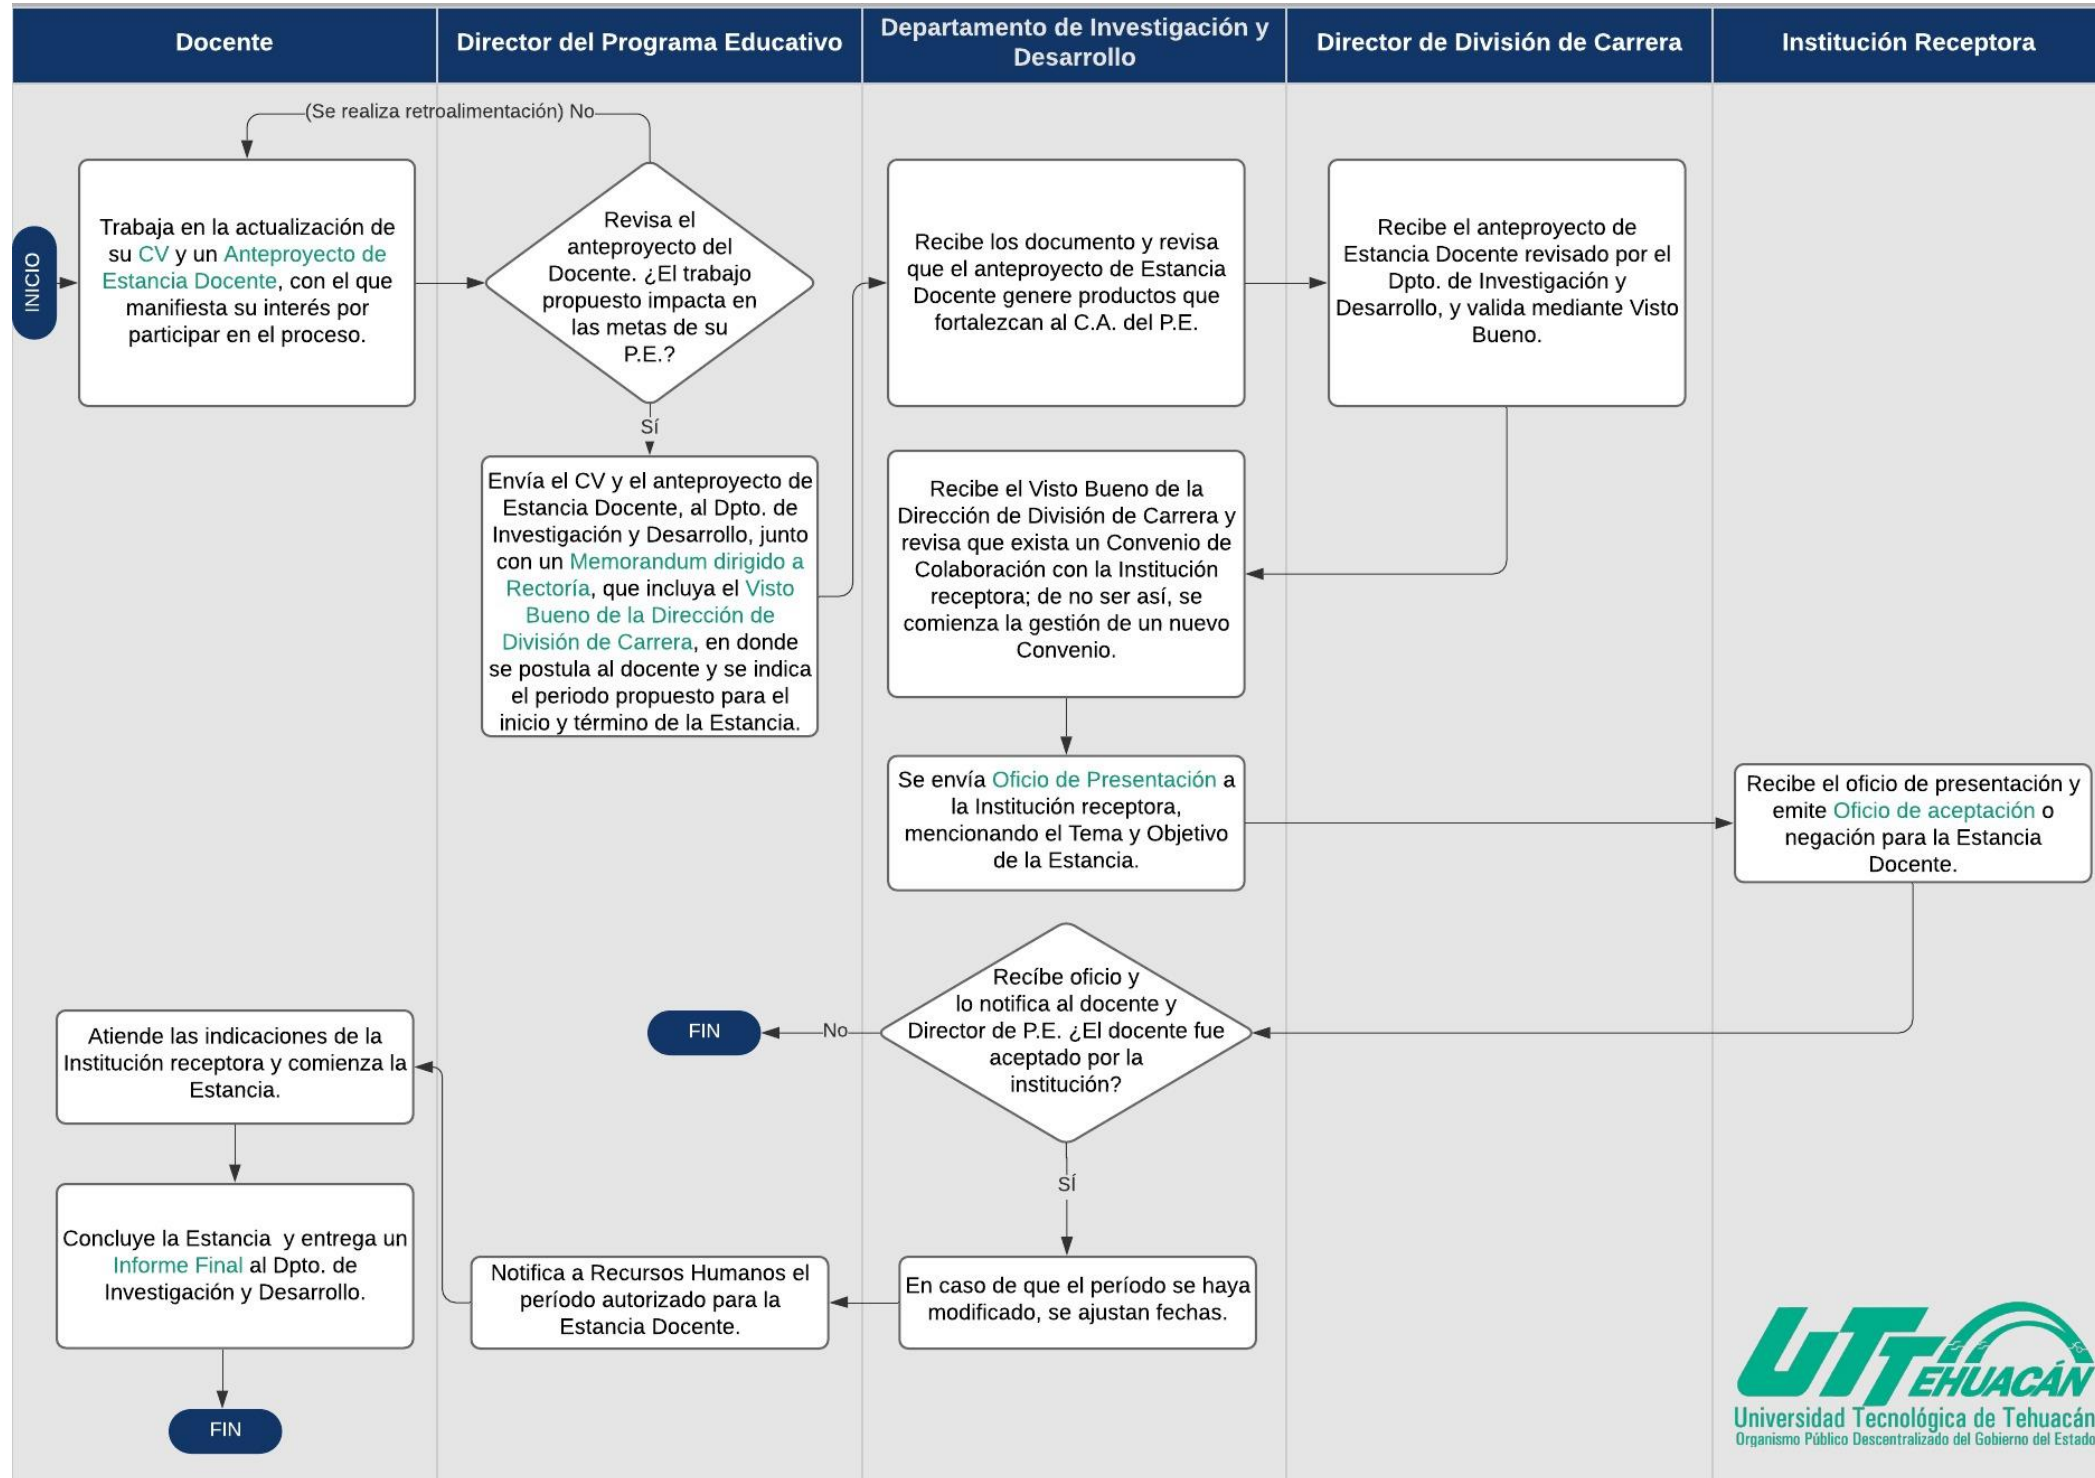 Docente
Director del Programa Educativo
Departamento de Investigación y
Desarrollo
Director de División de Carrera
Institución Receptora
(Se realiza retroalimentación) No
INICIO
Trabaja en la actualización de
su CV y un Anteproyecto de
Estancia Docente, con el que
manifiesta su interés por
participar en el proceso.
Revisa el
anteproyecto del
Docente. ¿El trabajo
propuesto impacta en
las metas de su
P.E.?
Sí
Envía el CV y el anteproyecto de
Estancia Docente, al Dpto. de
Investigación y Desarrollo, junto
con un Memorandum dirigido a
Rectoría, que incluya el Visto
Bueno de la Dirección de
División de Carrera, en donde
se postula al docente y se indica
el periodo propuesto para el
inicio y término de la Estancia.
Recibe los documento y revisa
que el anteproyecto de Estancia
Docente genere productos que
fortalezcan al C.A. del P.E.
Recibe el anteproyecto de
Estancia Docente revisado por el
Dpto. de Investigación y
Desarrollo, y valida mediante Visto
Bueno.
Recibe el Visto Bueno de la
Dirección de División de Carrera y
revisa que exista un Convenio de
Colaboración con la Institución
receptora; de no ser así, se
comienza la gestión de un nuevo
Convenio.
Se envía Oficio de Presentación a
la Institución receptora,
mencionando el Tema y Objetivo
de la Estancia.
Recibe el oficio de presentación y
emite Oficio de aceptación o
negación para la Estancia
Docente.
Recíbe oficio y
lo notifica al docente y
Director de P.E. ¿El docente fue
aceptado por la
institución?
No
FIN
SÍ
En caso de que el período se haya
modificado, se ajustan fechas.
Notifica a Recursos Humanos el
período autorizado para la
Estancia Docente.
Atiende las indicaciones de la
Institución receptora y comienza la
Estancia.
Concluye la Estancia y entrega un
Informe Final al Dpto. de
Investigación y Desarrollo.
FIN
UTTEHUACÁN
Universidad Tecnológica de Tehuacán
Organismo Público Descentralizado del Gobierno del Estado